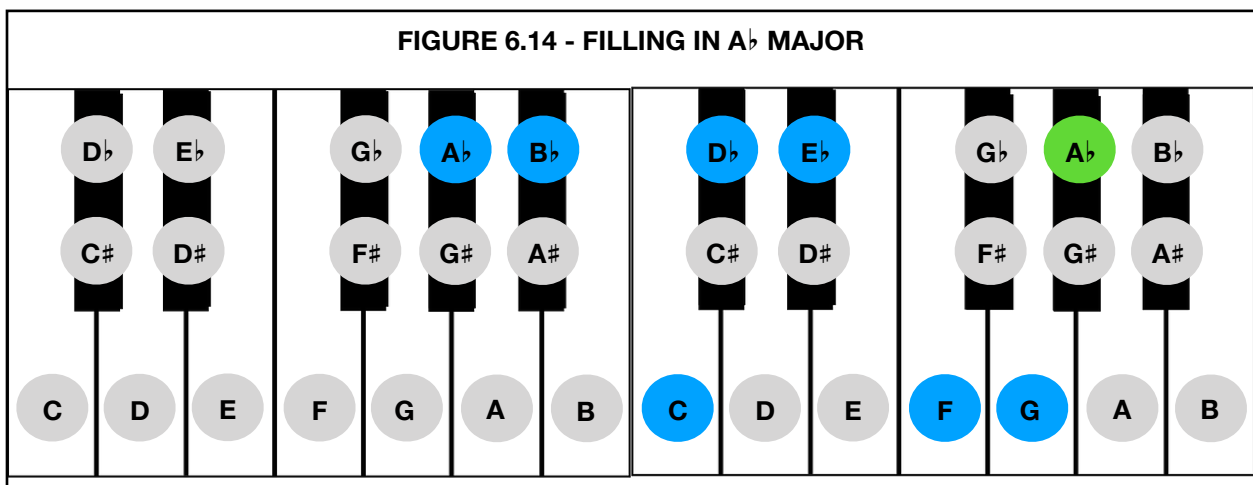 FIGURE 6.14 - FILLING IN A♭ MAJOR
D♭ E♭ G♭ A♭ B♭ D♭ E♭ G♭ A♭ B♭
C♯ D♯ F♯ G♯ A♯ C♯ D♯ F♯ G♯ A♯
C D E F G A B C D E F G A B